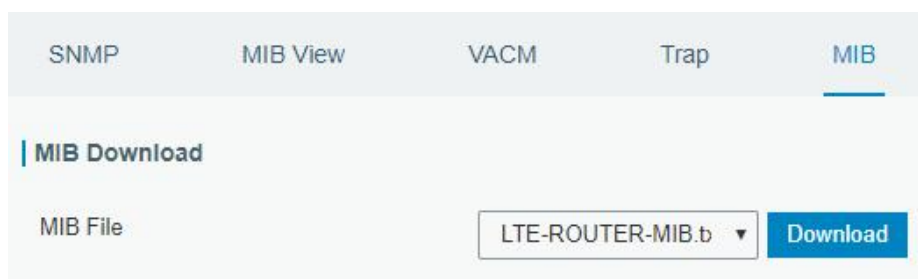 SNMP MIB View VACM Trap MIB
MIB Download
MIB File LTE-ROUTER-MIB.t Download